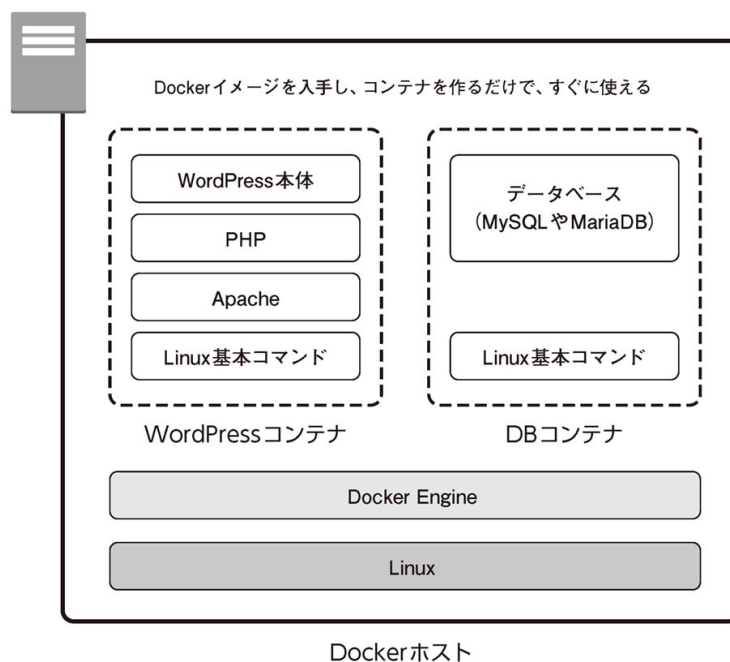 Dockerイメージを入手し、コンテナを作るだけで、すぐに使える
WordPress本体
PHP
Apache
Linux基本コマンド
WordPressコンテナ
データベース
（MySQLやMariaDB）
Linux基本コマンド
DBコンテナ
Docker Engine
Linux
Dockerホスト